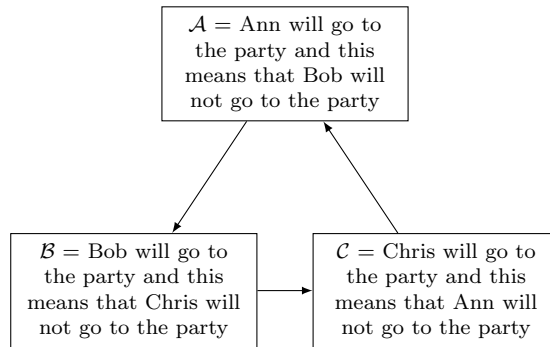 𝒜 = Ann will go to
the party and this
means that Bob will
not go to the party
ℬ = Bob will go to
the party and this
means that Chris will
not go to the party
𝒞 = Chris will go to
the party and this
means that Ann will
not go to the party